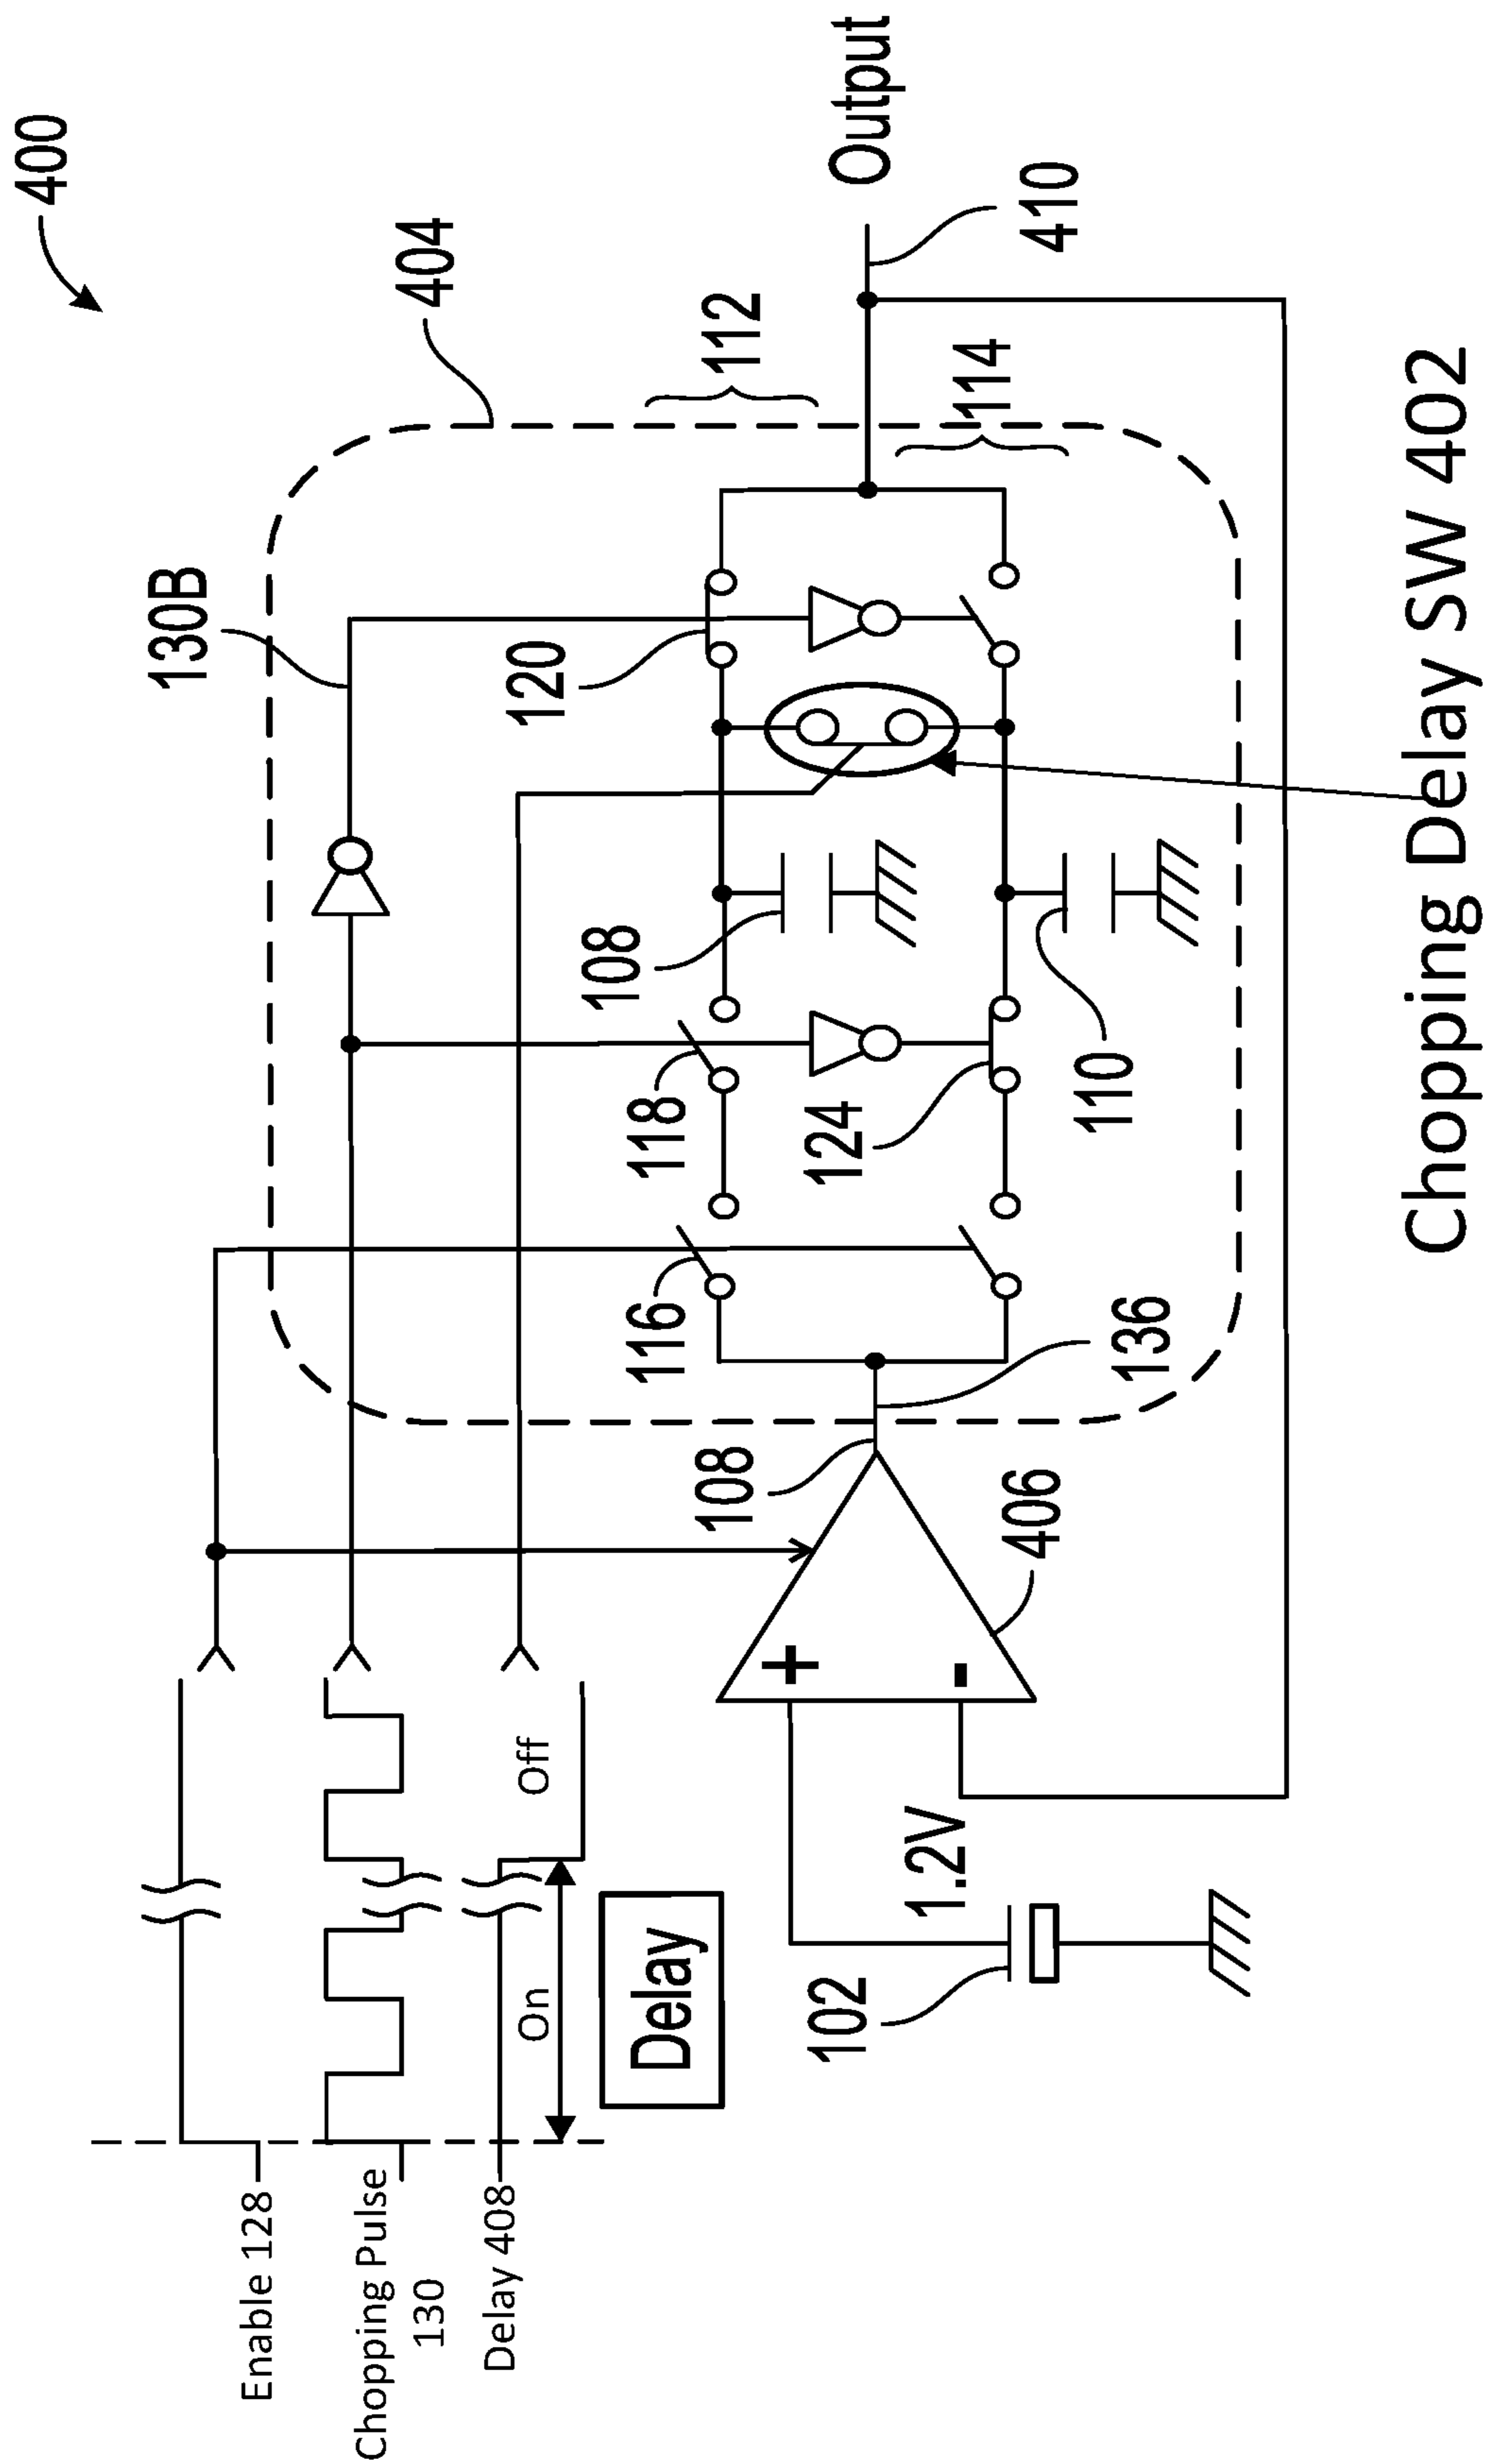 400
404
130B
112
120
114
Output
410
108
118
124
110
116
136
108
406
Enable 128
Chopping Pulse
130
Delay 408
On
Off
Delay
+
-
1.2V
102
Chopping Delay SW 402